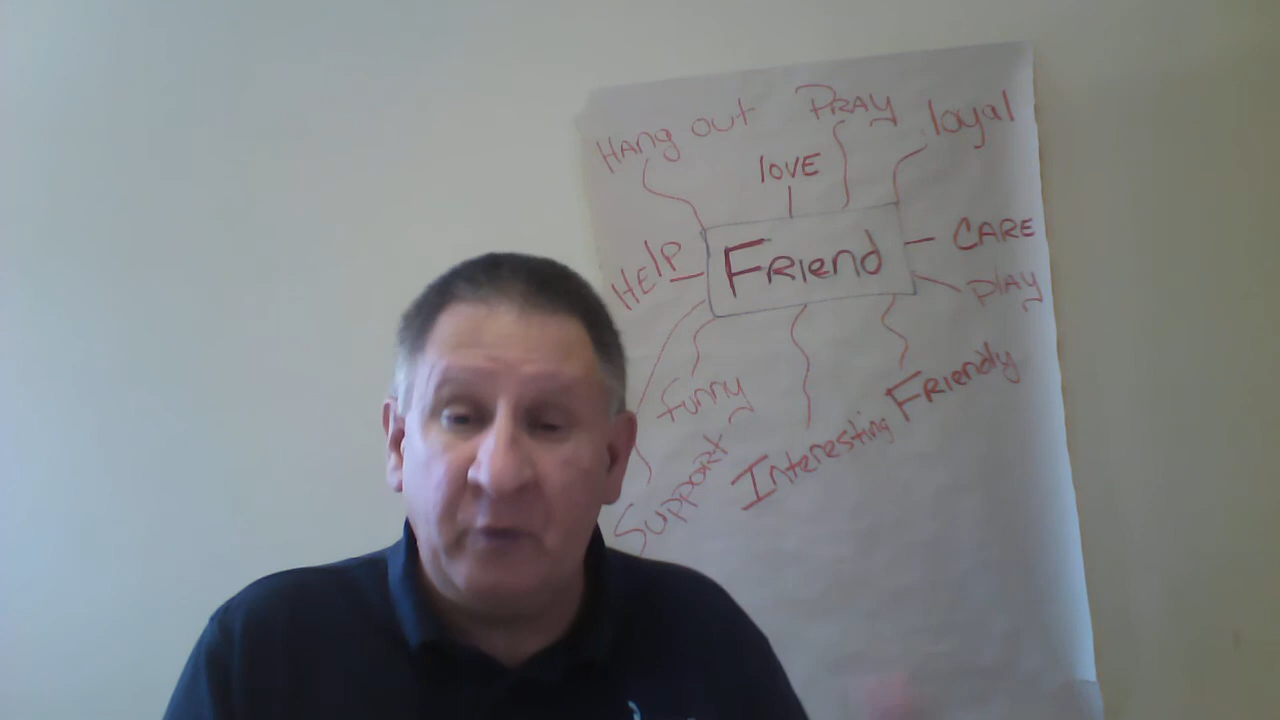 Hang out
Pray
loyal
love
Care
Help
Friend
Play
Funny
Friendly
Interesting
Support